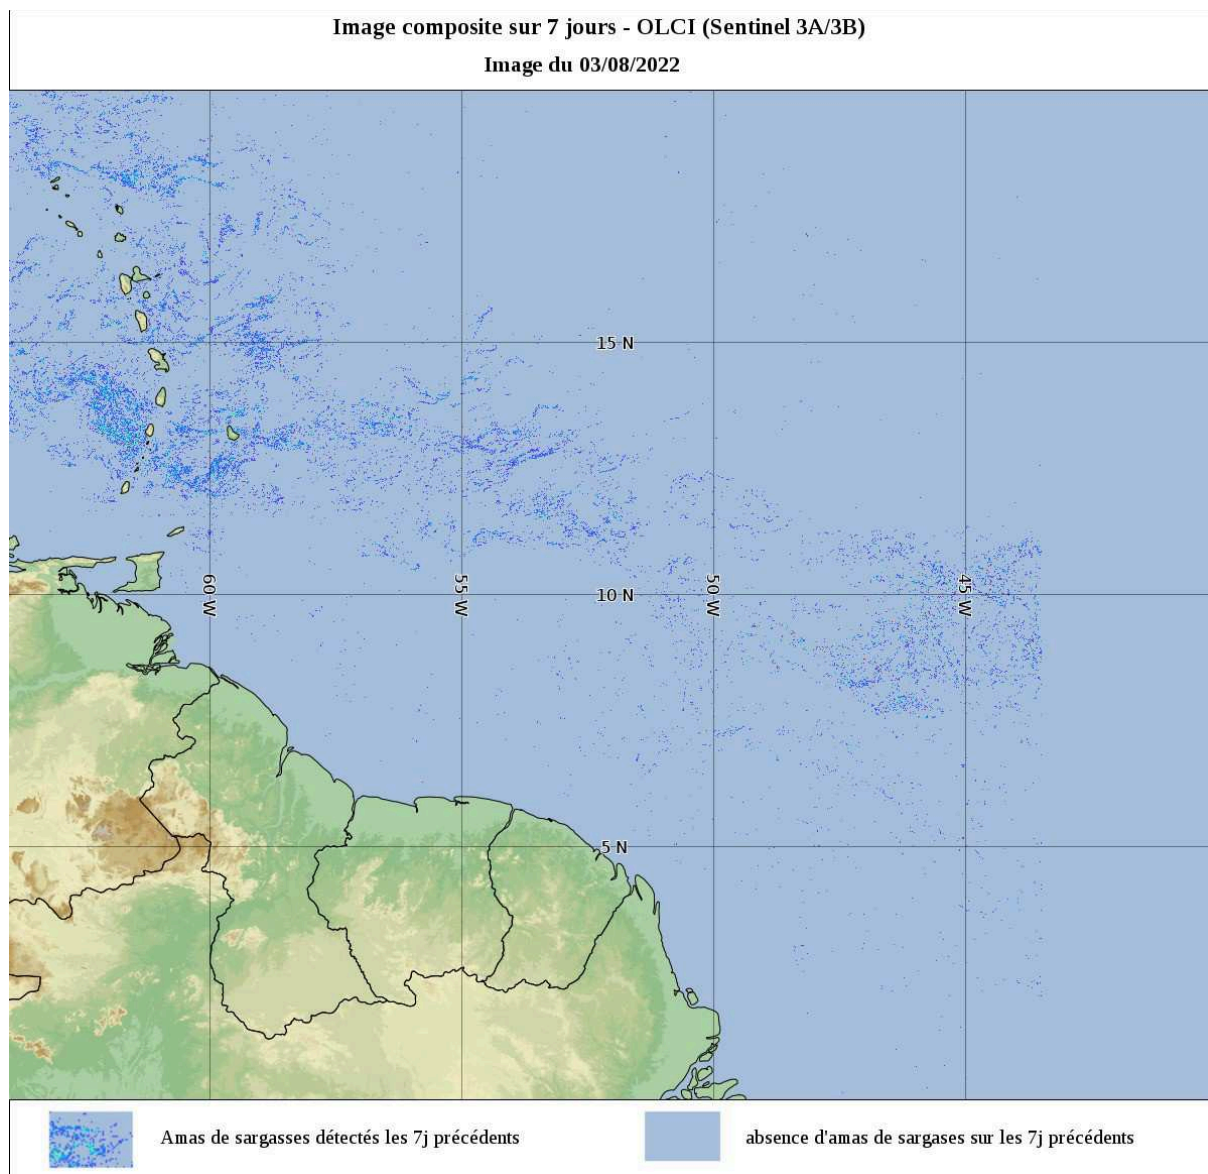 Image composite sur 7 jours - OLCI (Sentinel 3A/3B)
Image du 03/08/2022
15 N
60 W
55 W
10 N
50 W
45 W
5 N
Amas de sargasses détectés les 7j précédents
absence d'amas de sargases sur les 7j précédents